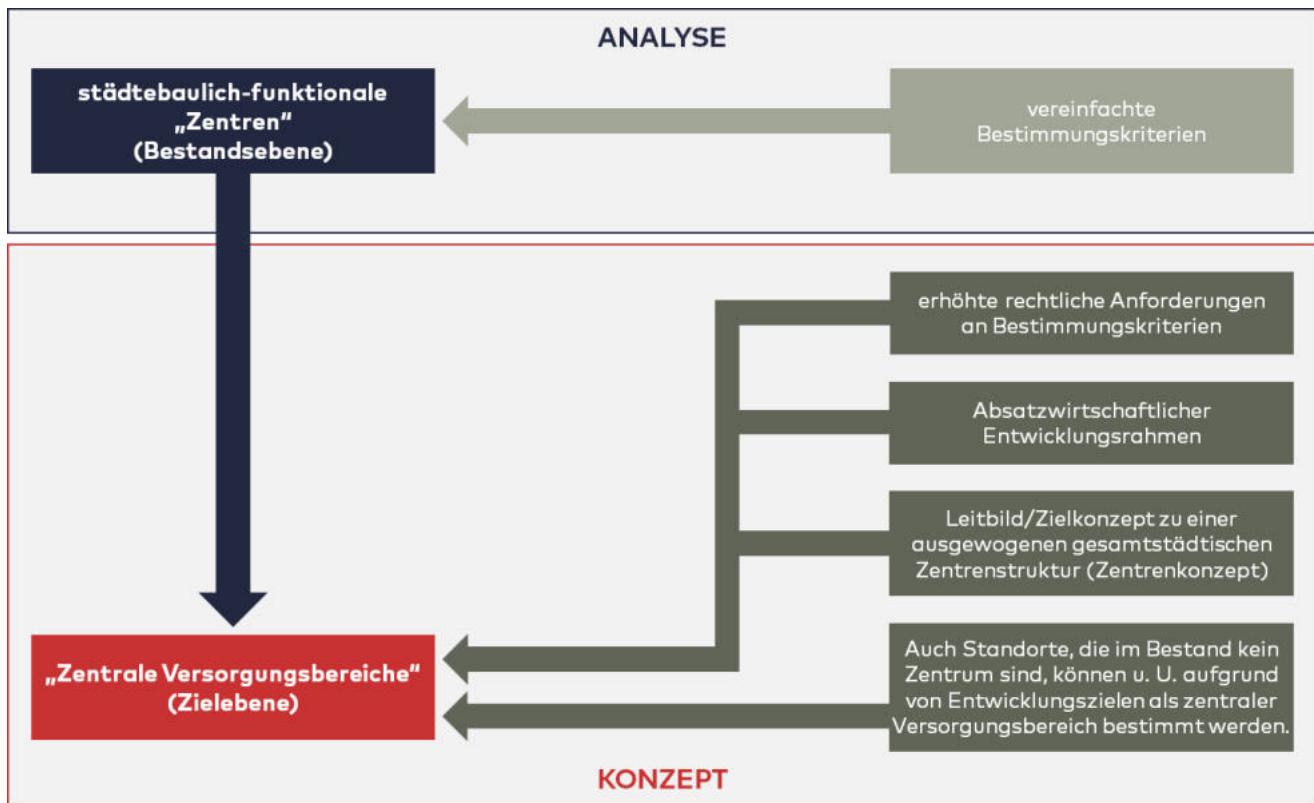 ANALYSE
städtebaulich-funktionale
„Zentren“
(Bestandsebene)
vereinfachte
Bestimmungskriterien
erhöhte rechtliche Anforderungen
an Bestimmungskriterien
Absatzwirtschaftlicher
Entwicklungsrahmen
Leitbild/Zielkonzept zu einer
ausgewogenen gesamtstädtischen
Zentrenstruktur (Zentrenkonzept)
„Zentrale Versorgungsbereiche“
(Zielebene)
Auch Standorte, die im Bestand kein
Zentrum sind, können u. U. aufgrund
von Entwicklungszielen als zentraler
Versorgungsbereich bestimmt werden.
KONZEPT